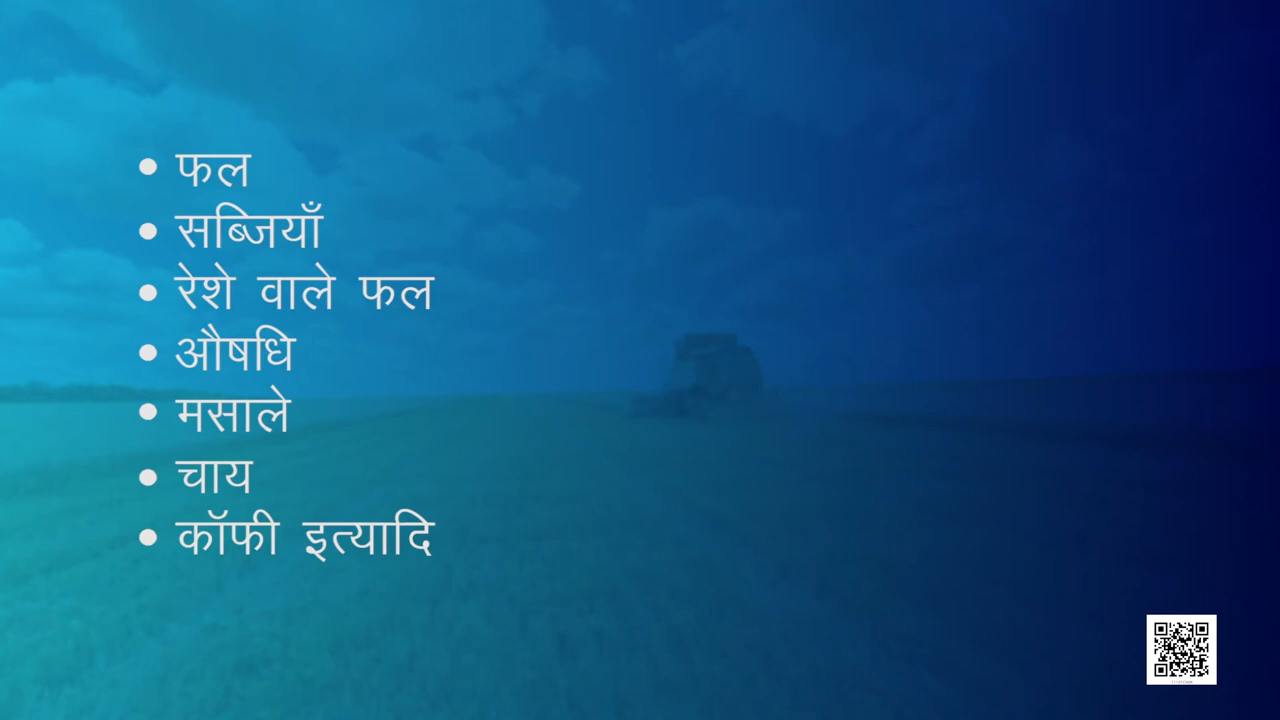 • फल
• सब्जियाँ
• रेशे वाले फल
• औषधि
• मसाले
• चाय
• कॉफी इत्यादि